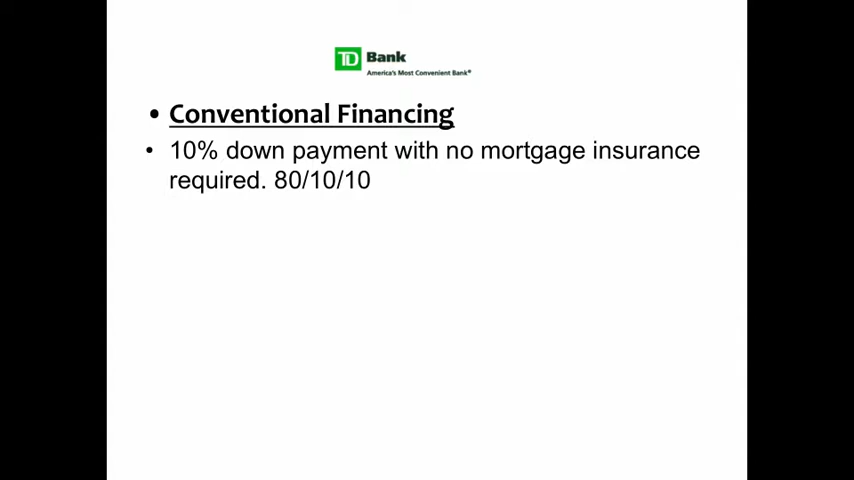 TD Bank
America's Most Convenient Bank®
• Conventional Financing
• 10% down payment with no mortgage insurance
required. 80/10/10